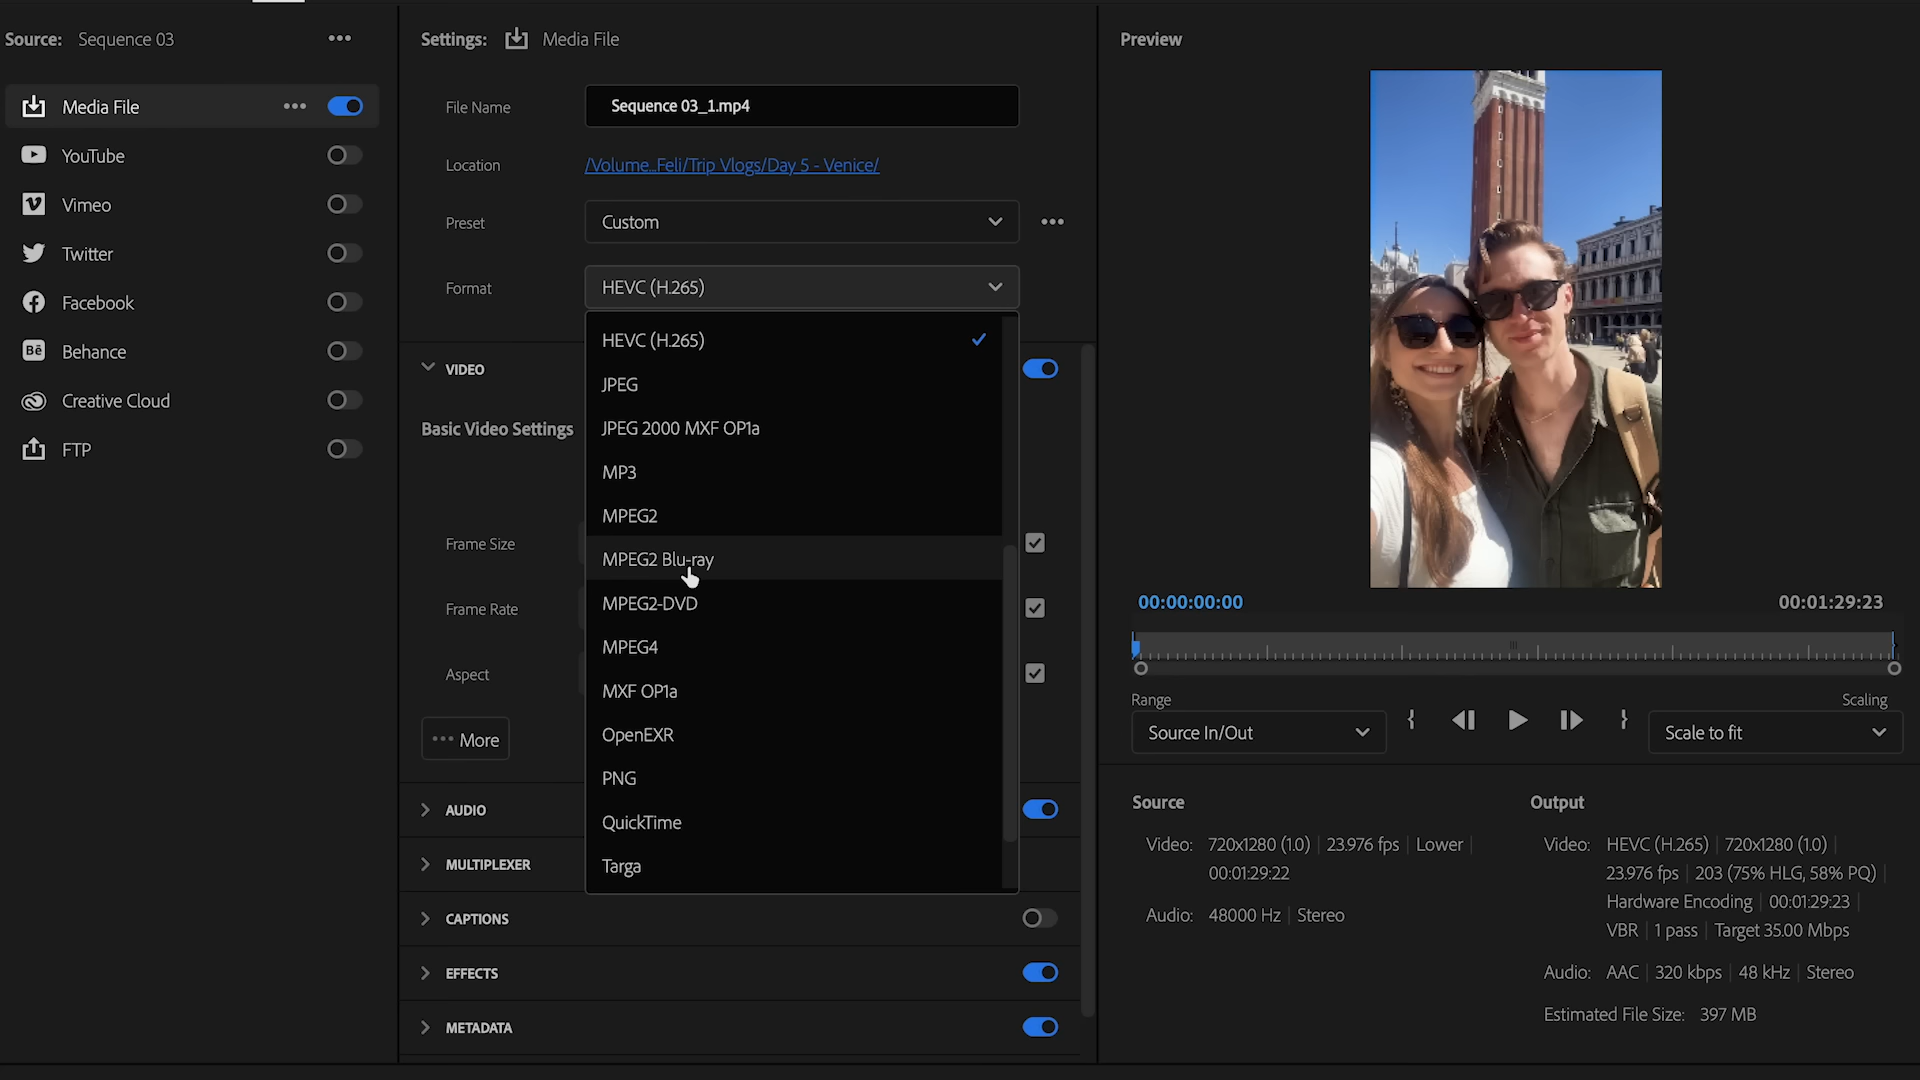 Source: Sequence 03
Media File
YouTube
Vimeo
Twitter
Facebook
Behance
Creative Cloud
FTP
Settings: Media File
File Name Sequence 03_1.mp4
Location /Volume...Feli/Trip Vlogs/Day 5 - Venice/
Preset Custom
Format HEVC (H.265)
HEVC (H.265)
JPEG
JPEG 2000 MXF OP1a
MP3
MPEG2
MPEG2 Blu-ray
MPEG2-DVD
MPEG4
MXF OP1a
OpenEXR
PNG
QuickTime
Targa
VIDEO
Basic Video Settings
Frame Size
Frame Rate
Aspect
More
AUDIO
MULTIPLEXER
CAPTIONS
EFFECTS
METADATA
Preview
00:00:00:00 00:01:29:23
Range Scaling
Source In/Out Scale to fit
Source
Video: 720x1280 (1.0) | 23.976 fps | Lower |
00:01:29:22
Audio: 48000 Hz | Stereo
Output
Video: HEVC (H.265) | 720x1280 (1.0) |
23.976 fps | 203 (75% HLG, 58% PQ) |
Hardware Encoding | 00:01:29:23 |
VBR | 1 pass | Target 35.00 Mbps
Audio: AAC | 320 kbps | 48 kHz | Stereo
Estimated File Size: 397 MB